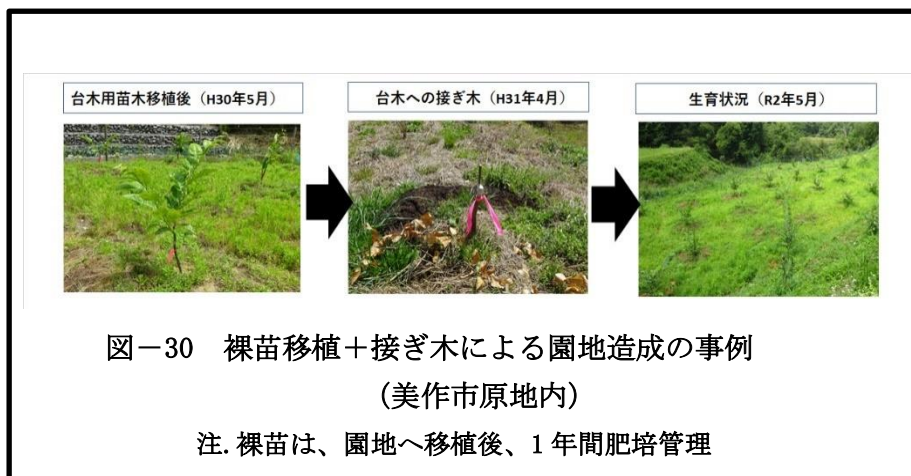 台木用苗木移植後（H30年5月）
台木への接ぎ木（H31年4月）
生育状況（R2年5月）
図－30　裸苗移植＋接ぎ木による園地造成の事例
（美作市原地内）
注. 裸苗は、園地へ移植後、1年間肥培管理